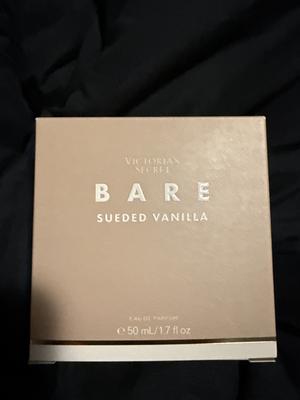 VICTORIA'S
SECRET
BARE
SUEDED VANILLA
EAU DE PARFUM
℮ 50 mL/1.7 fl oz